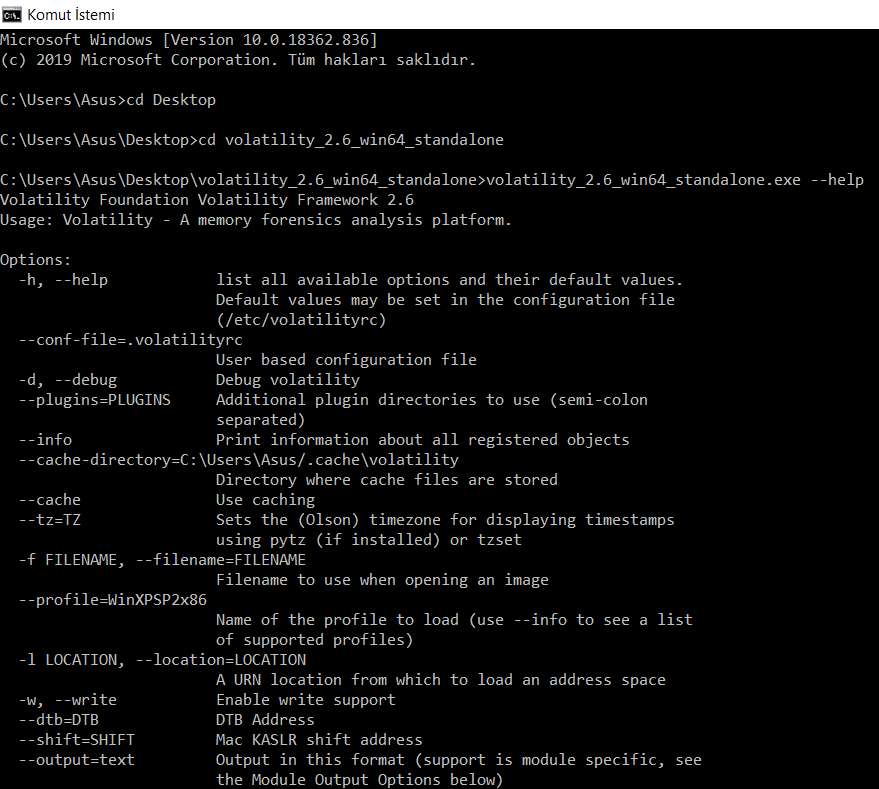 Komut İstemi
Microsoft Windows [Version 10.0.18362.836]
(c) 2019 Microsoft Corporation. Tüm hakları saklıdır.
C:\Users\Asus>cd Desktop
C:\Users\Asus\Desktop>cd volatility_2.6_win64_standalone
C:\Users\Asus\Desktop\volatility_2.6_win64_standalone>volatility_2.6_win64_standalone.exe --help
Volatility Foundation Volatility Framework 2.6
Usage: Volatility - A memory forensics analysis platform.
Options:
-h, --help list all available options and their default values.
Default values may be set in the configuration file
(/etc/volatilityrc)
--conf-file=.volatilityrc
User based configuration file
-d, --debug Debug volatility
--plugins=PLUGINS Additional plugin directories to use (semi-colon
separated)
--info Print information about all registered objects
--cache-directory=C:\Users\Asus/.cache\volatility
Directory where cache files are stored
--cache Use caching
--tz=TZ Sets the (Olson) timezone for displaying timestamps
using pytz (if installed) or tzset
-f FILENAME, --filename=FILENAME
Filename to use when opening an image
--profile=WinXPSP2x86
Name of the profile to load (use --info to see a list
of supported profiles)
-l LOCATION, --location=LOCATION
A URN location from which to load an address space
-w, --write Enable write support
--dtb=DTB DTB Address
--shift=SHIFT Mac KASLR shift address
--output=text Output in this format (support is module specific, see
the Module Output Options below)